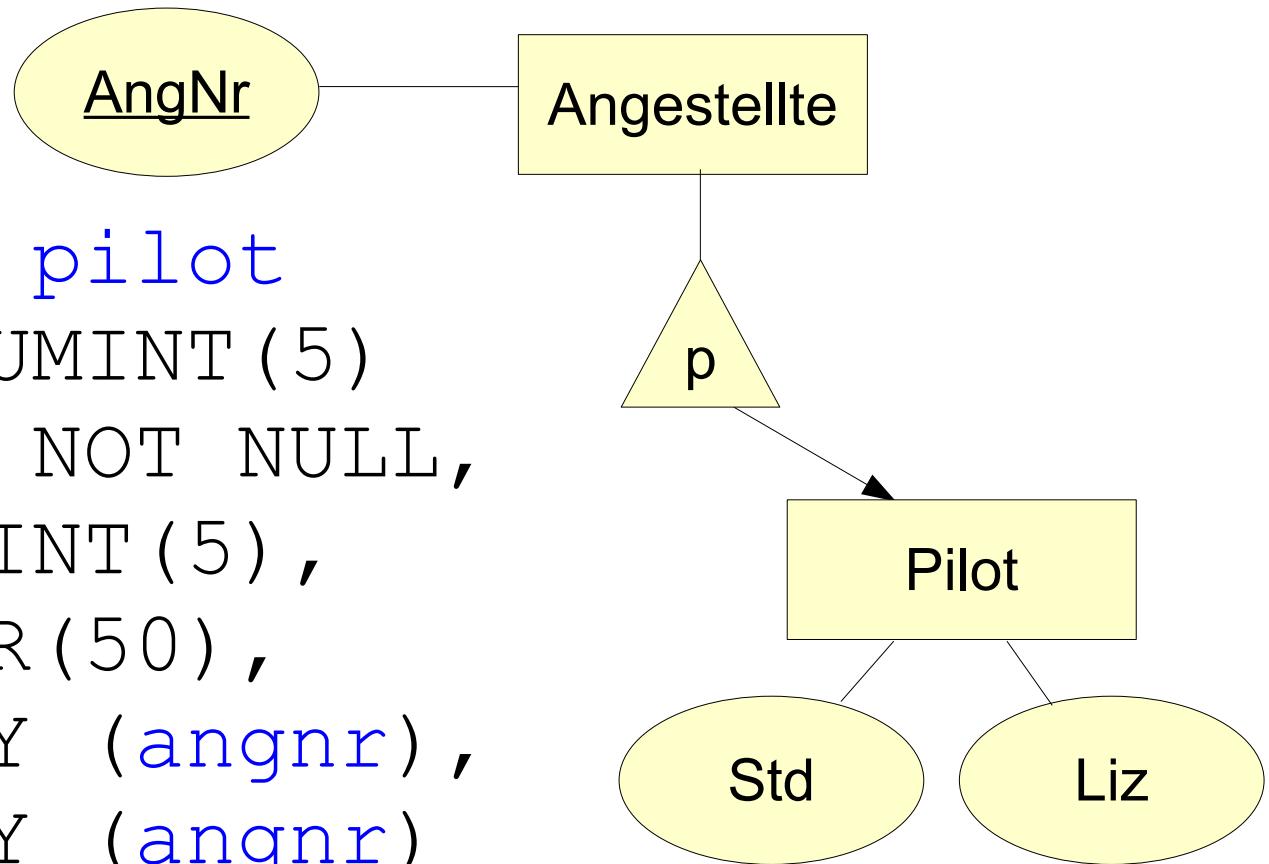 AngNr
Angestellte
pilot
UMINT(5)
p
NOT NULL,
INT(5),
Pilot
R(50),
Y (angnr),
Std
Liz
Y (angnr)